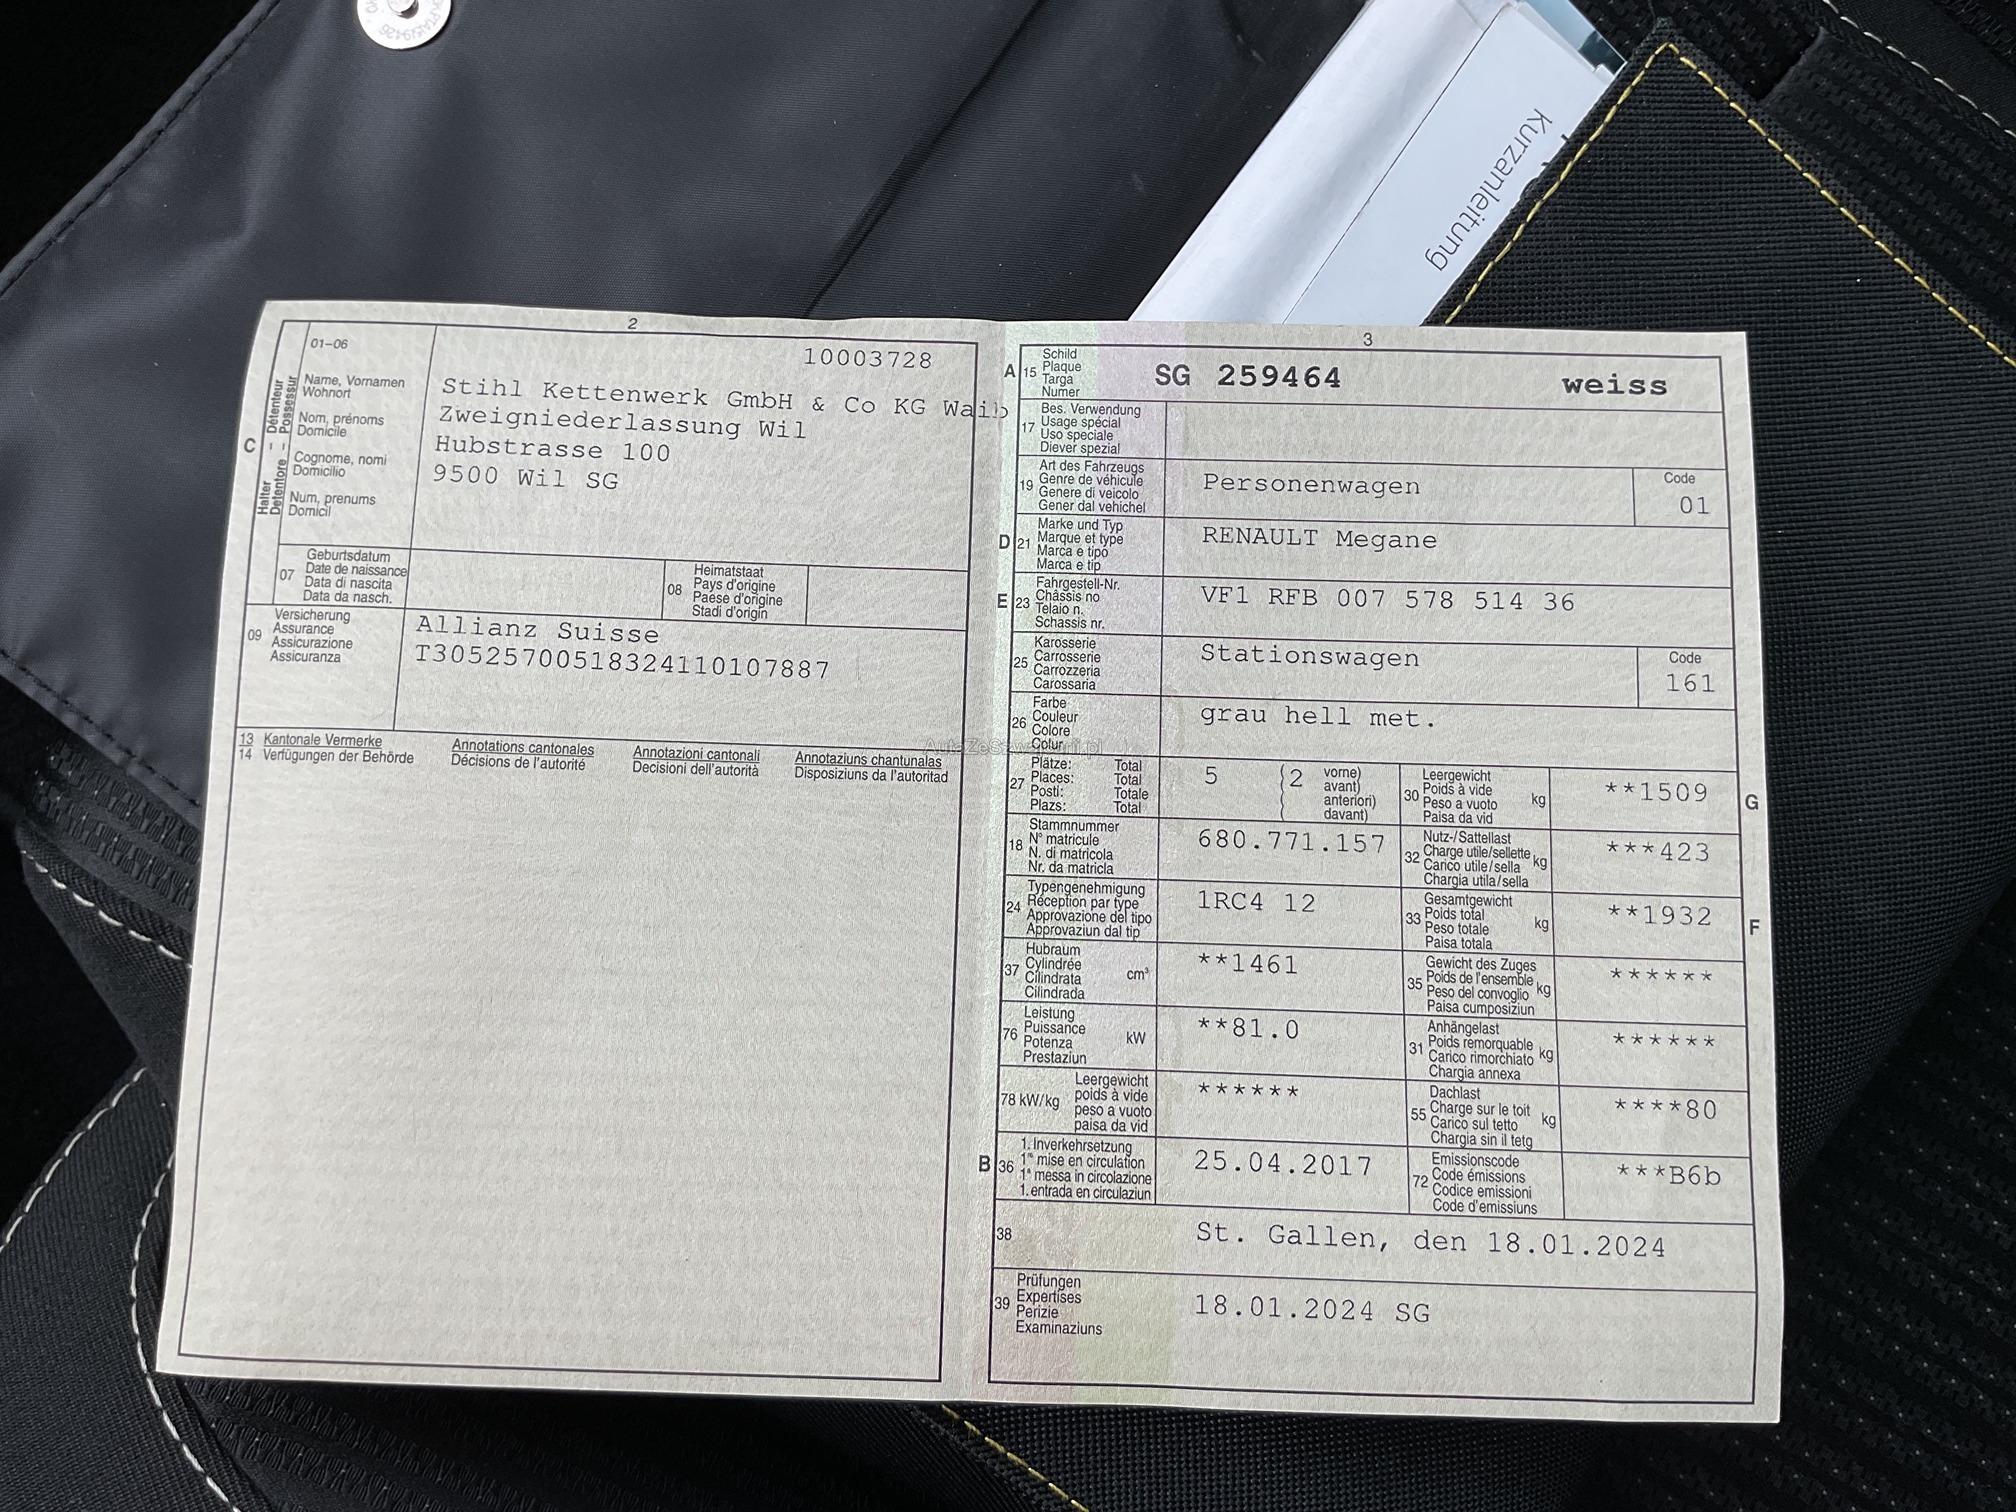 Kurzanleitung
2
01-06
10003728
C
Halter – Détenteur
Detentore – Possessur
Name, Vornamen
Wohnort
Nom, prénoms
Domicile
Cognome, nomi
Domicilio
Num, prenums
Domicil
Stihl Kettenwerk GmbH & Co KG Waib
Zweigniederlassung Wil
Hubstrasse 100
9500 Wil SG
07
Geburtsdatum
Date de naissance
Data di nascita
Data da nasch.
08
Heimatstaat
Pays d'origine
Paese d'origine
Stadi d'origin
09
Versicherung
Assurance
Assicurazione
Assicuranza
Allianz Suisse
T30525700518324110107887
13 Kantonale Vermerke
14 Verfügungen der Behörde
Annotations cantonales
Décisions de l'autorité
Annotazioni cantonali
Decisioni dell'autorità
Annotaziuns chantunalas
Disposiziuns da l'autoritad
AutoZeSzwajcarii.pl
3
A 15
Schild
Plaque
Targa
Numer
SG 259464 weiss
17
Bes. Verwendung
Usage spécial
Uso speciale
Diever spezial
19
Art des Fahrzeugs
Genre de véhicule
Genere di veicolo
Gener dal vehichel
Personenwagen
Code
01
D 21
Marke und Typ
Marque et type
Marca e tipo
Marca e tip
RENAULT Megane
E 23
Fahrgestell-Nr.
Châssis no
Telaio n.
Schassis nr.
VF1 RFB 007 578 514 36
25
Karosserie
Carrosserie
Carrozzeria
Carossaria
Stationswagen
Code
161
26
Farbe
Couleur
Colore
Colur
grau hell met.
27
Plätze: Total
Places: Total
Posti: Totale
Plazs: Total
5
2
vorne)
avant)
anteriori)
davant)
30
Leergewicht
Poids à vide
Peso a vuoto
Paisa da vid
kg
**1509
G
18
Stammnummer
N° matricule
N. di matricola
Nr. da matricla
680.771.157
32
Nutz-/Sattellast
Charge utile/sellette
Carico utile/sella
Chargia utila/sella
kg
***423
24
Typengenehmigung
Réception par type
Approvazione del tipo
Approvaziun dal tip
1RC4 12
33
Gesamtgewicht
Poids total
Peso totale
Paisa totala
kg
**1932
F
37
Hubraum
Cylindrée
Cilindrata
Cilindrada
cm³
**1461
35
Gewicht des Zuges
Poids de l'ensemble
Peso del convoglio
Paisa cumposiziun
kg
******
76
Leistung
Puissance
Potenza
Prestaziun
kW
**81.0
31
Anhängelast
Poids remorquable
Carico rimorchiato
Chargia annexa
kg
******
78 kW/kg
Leergewicht
poids à vide
peso a vuoto
paisa da vid
******
55
Dachlast
Charge sur le toit
Carico sul tetto
Chargia sin il tetg
kg
****80
B 36
1. Inverkehrsetzung
1re mise en circulation
1a messa in circolazione
1. entrada en circulaziun
25.04.2017
72
Emissionscode
Code émissions
Codice emissioni
Code d'emissiuns
***B6b
38
St. Gallen, den 18.01.2024
39
Prüfungen
Expertises
Perizie
Examinaziuns
18.01.2024 SG